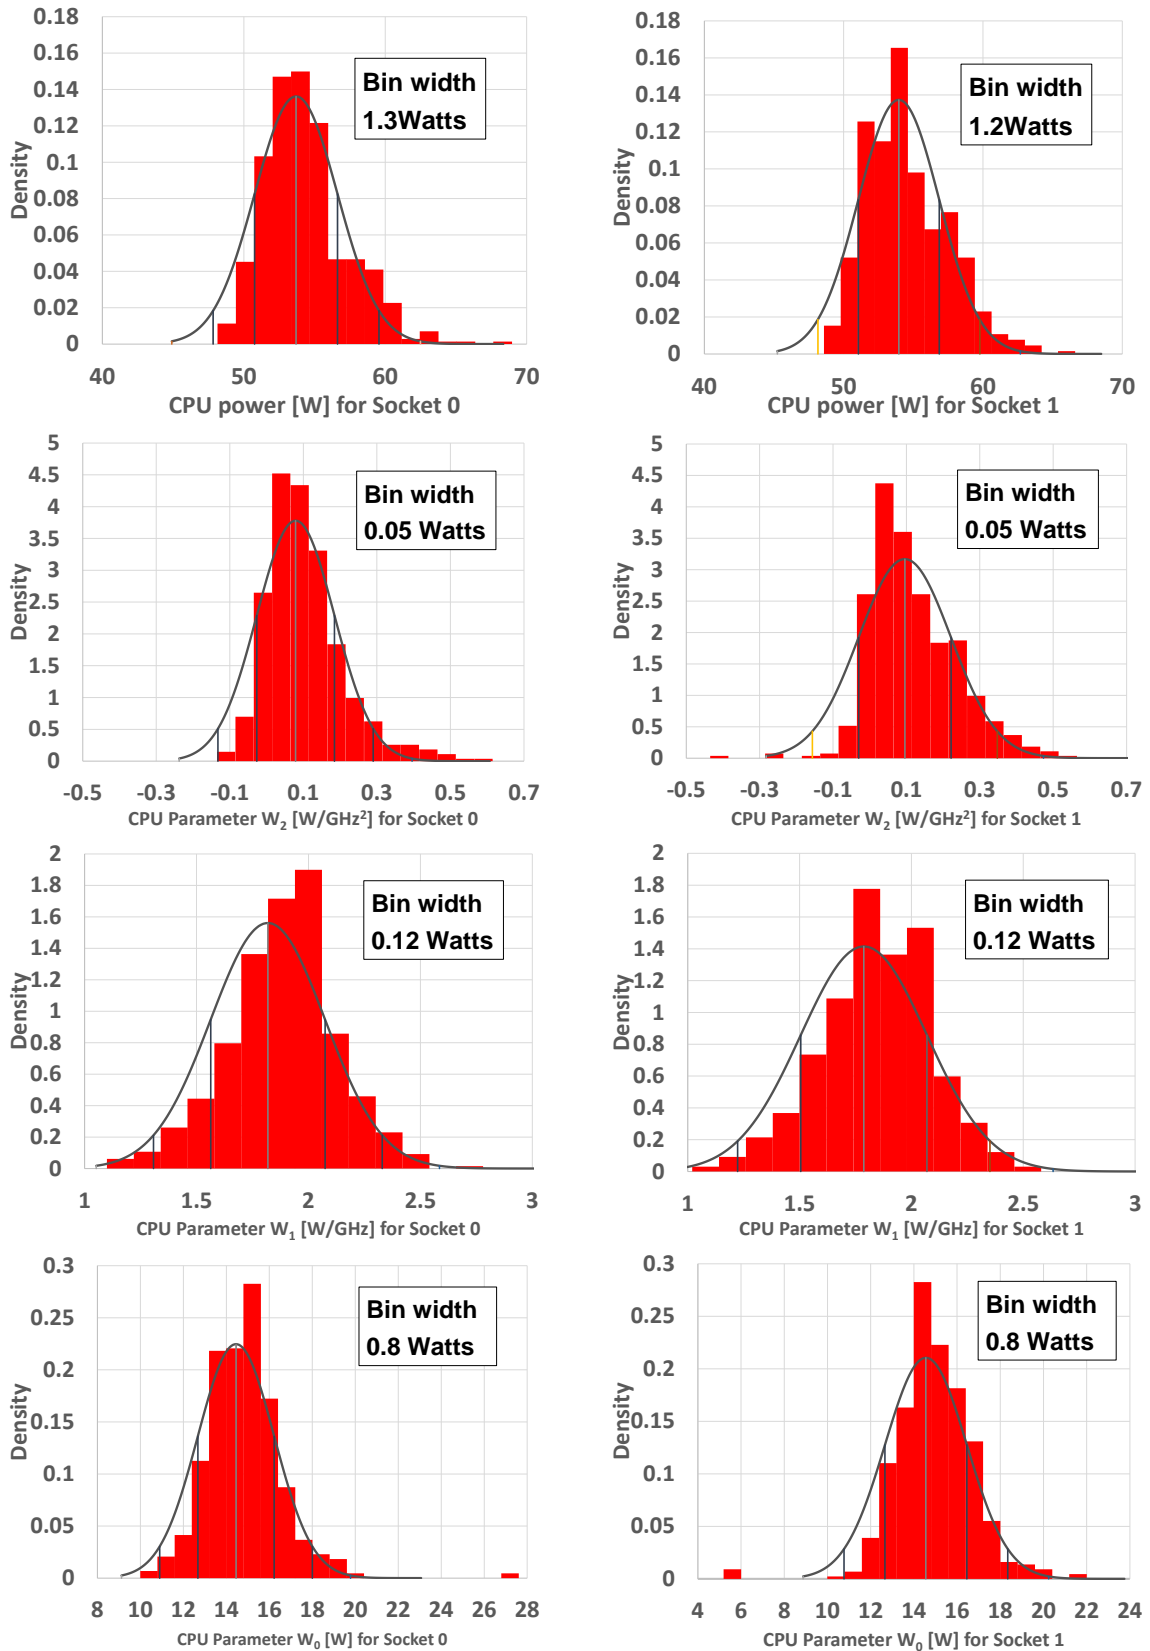 0.18
0.16
0.14
0.12
0.1
0.08
0.06
0.04
0.02
0
Density
Bin width
1.3Watts
40 50 60 70
CPU power [W] for Socket 0
0.18
0.16
0.14
0.12
0.1
0.08
0.06
0.04
0.02
0
Density
Bin width
1.2Watts
40 50 60 70
CPU power [W] for Socket 1
5
4.5
4
3.5
3
2.5
2
1.5
1
0.5
0
Density
Bin width
0.05 Watts
-0.5 -0.3 -0.1 0.1 0.3 0.5 0.7
CPU Parameter W₂ [W/GHz²] for Socket 0
5
4.5
4
3.5
3
2.5
2
1.5
1
0.5
0
Density
Bin width
0.05 Watts
-0.5 -0.3 -0.1 0.1 0.3 0.5 0.7
CPU Parameter W₂ [W/GHz²] for Socket 1
2
1.8
1.6
1.4
1.2
1
0.8
0.6
0.4
0.2
0
Density
Bin width
0.12 Watts
1 1.5 2 2.5 3
CPU Parameter W₁ [W/GHz] for Socket 0
2
1.8
1.6
1.4
1.2
1
0.8
0.6
0.4
0.2
0
Density
Bin width
0.12 Watts
1 1.5 2 2.5 3
CPU Parameter W₁ [W/GHz] for Socket 1
0.3
0.25
0.2
0.15
0.1
0.05
0
Density
Bin width
0.8 Watts
8 10 12 14 16 18 20 22 24 26 28
CPU Parameter W₀ [W] for Socket 0
0.3
0.25
0.2
0.15
0.1
0.05
0
Density
Bin width
0.8 Watts
4 6 8 10 12 14 16 18 20 22 24
CPU Parameter W₀ [W] for Socket 1